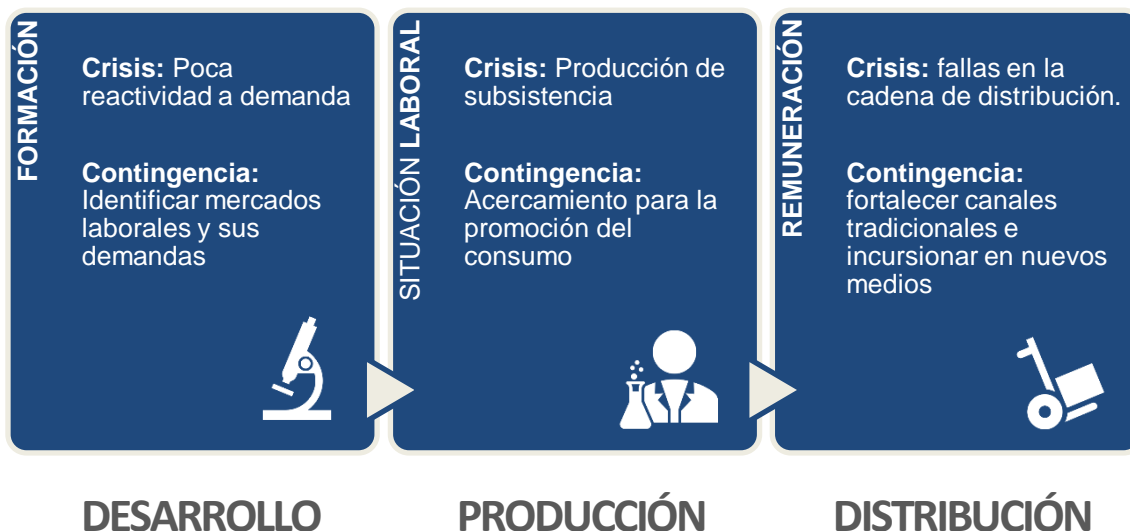 FORMACIÓN
Crisis: Poca
reactividad a demanda
Contingencia:
Identificar mercados
laborales y sus
demandas
SITUACIÓN LABORAL
Crisis: Producción de
subsistencia
Contingencia:
Acercamiento para la
promoción del
consumo
REMUNERACIÓN
Crisis: fallas en la
cadena de distribución.
Contingencia:
fortalecer canales
tradicionales e
incursionar en nuevos
medios
DESARROLLO
PRODUCCIÓN
DISTRIBUCIÓN